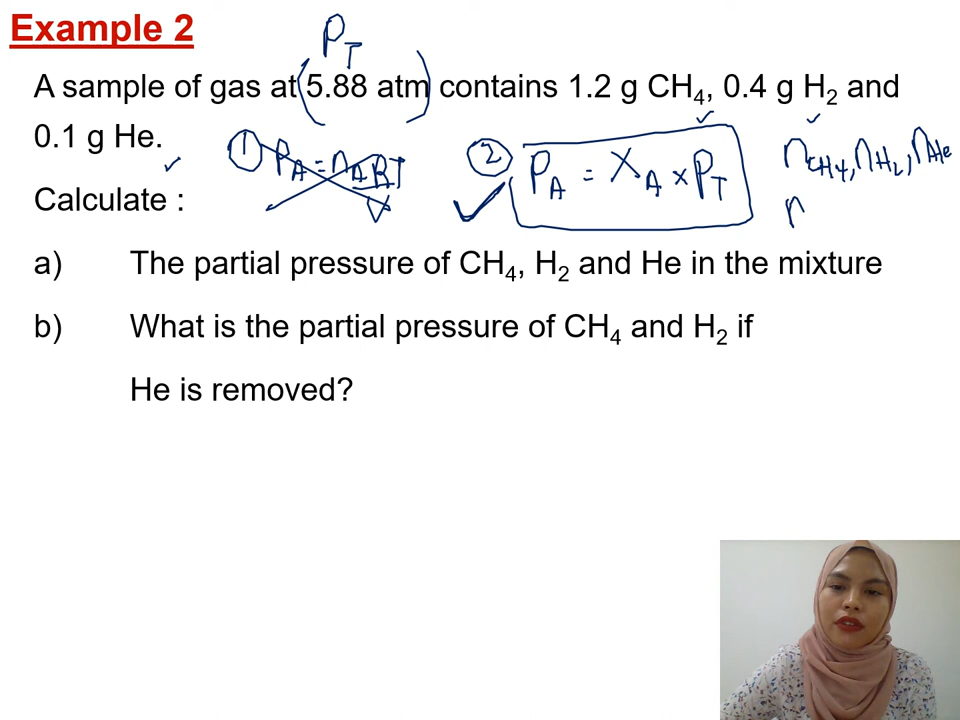 Example 2
P_T
A sample of gas at (5.88 atm) contains 1.2 g CH₄, 0.4 g H₂ and
0.1 g He.
① P_A = n_A RT / V
② P_A = X_A × P_T
n_CH4, n_H2, n_He
n
Calculate :
a) The partial pressure of CH₄, H₂ and He in the mixture
b) What is the partial pressure of CH₄ and H₂ if
He is removed?